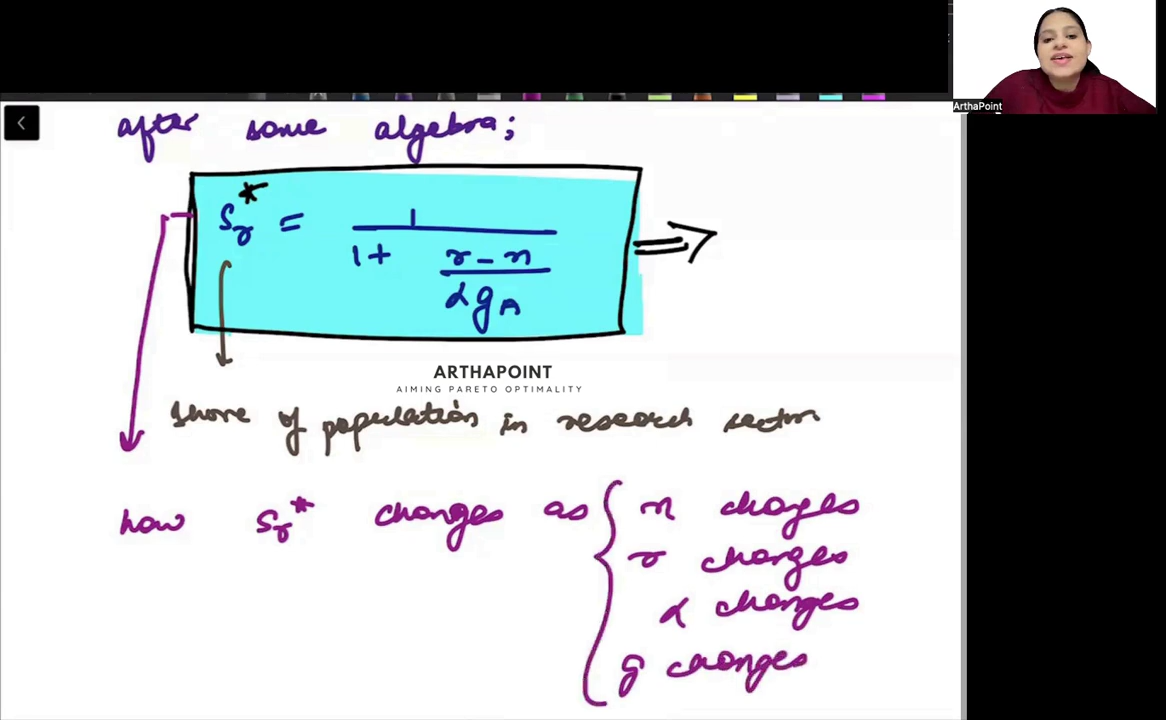 ArthaPoint
after some algebra;
s_r* = 1 / (1 + (r - n) / (α g_A))
ARTHAPOINT
AIMING PARETO OPTIMALITY
share of population in research sector
how s_r* changes as { n changes
r changes
α changes
g changes